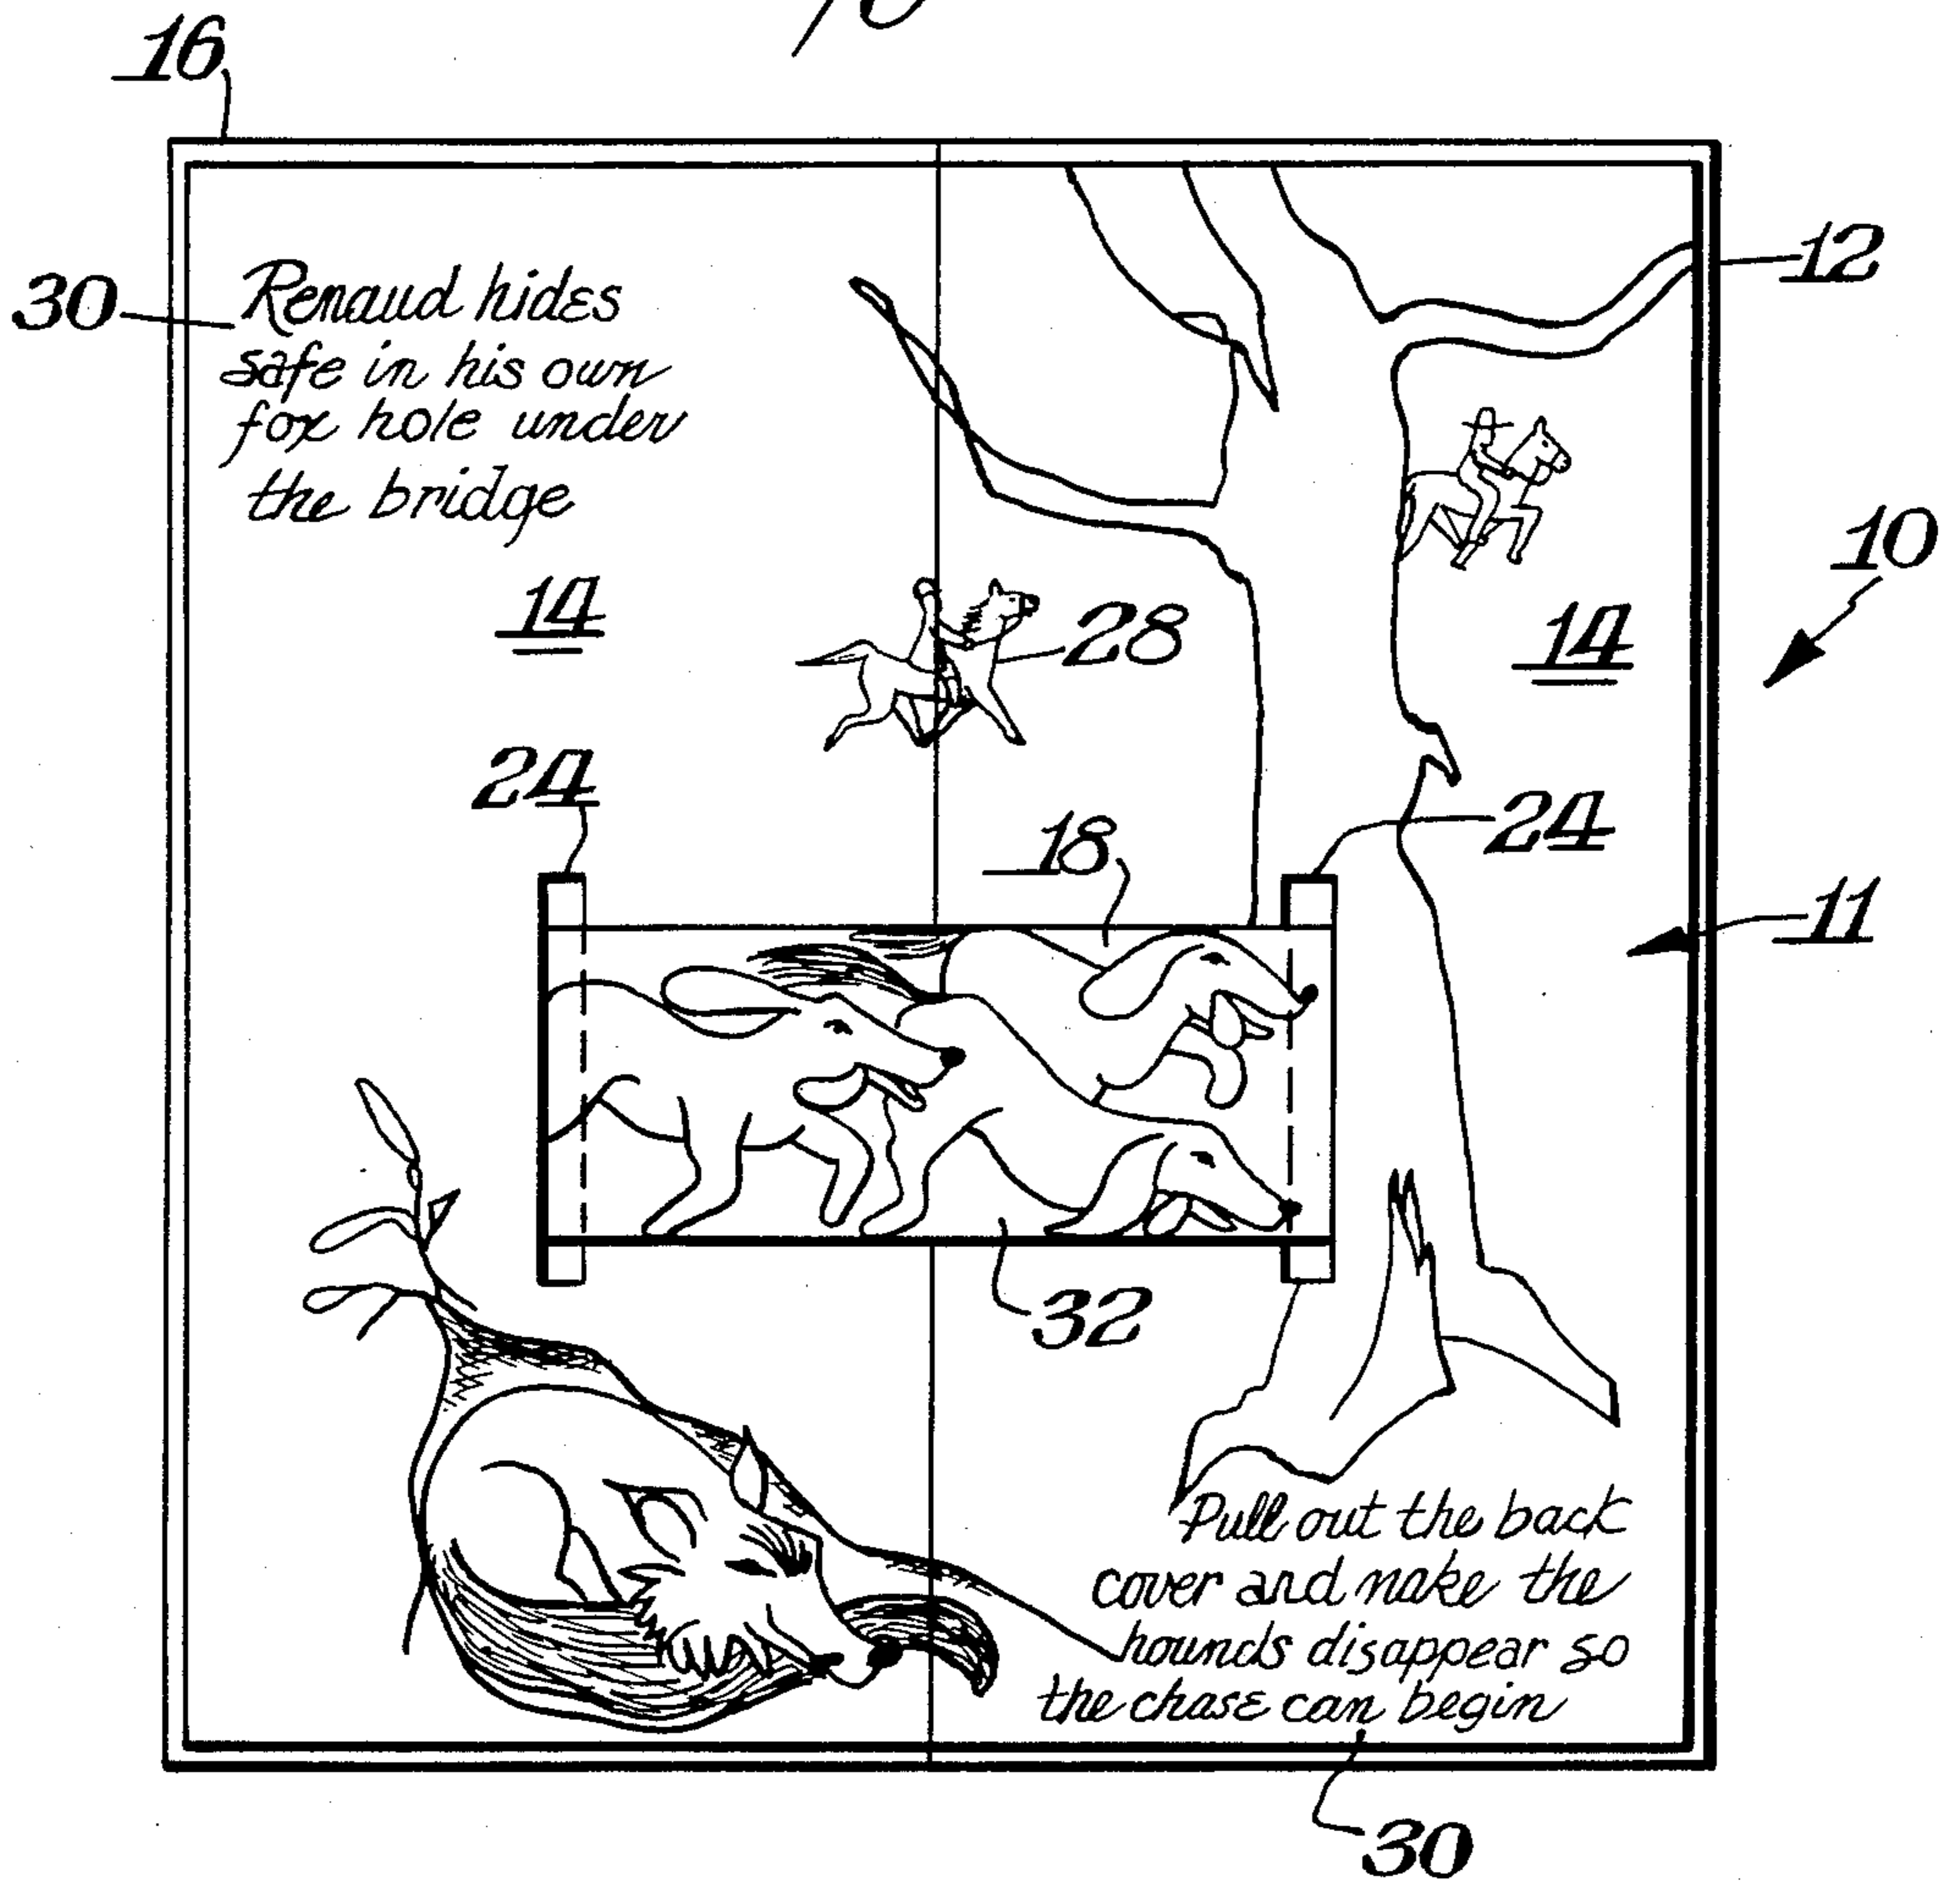 16
12
30
Renaud hides
safe in his own
fox hole under
the bridge
10
14
28
14
24
18
24
11
32
Pull out the back
cover and make the
hounds disappear so
the chase can begin
30